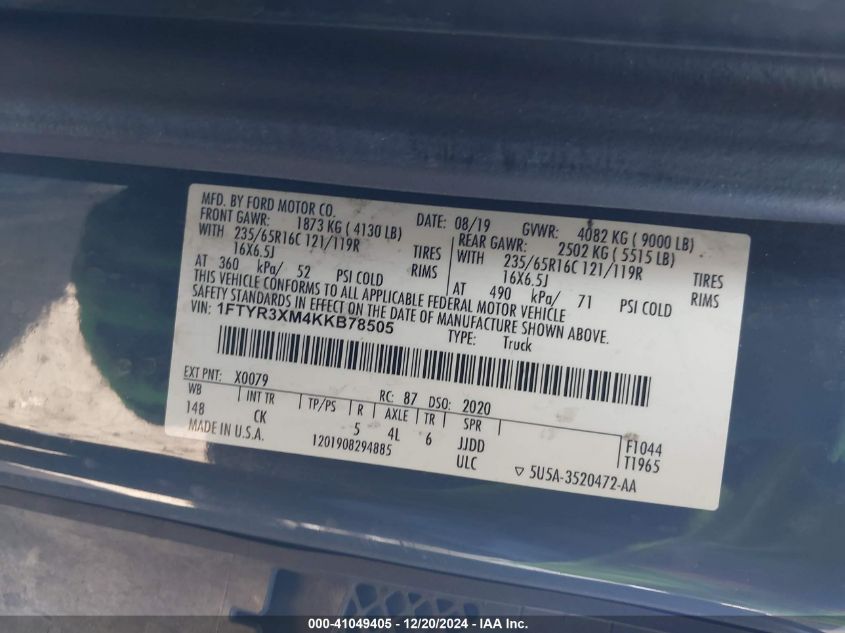 MFD. BY FORD MOTOR CO. DATE: 08/19 GVWR: 4082 KG ( 9000 LB)
FRONT GAWR: 1873 KG ( 4130 LB) REAR GAWR: 2502 KG ( 5515 LB)
WITH 235/65R16C 121/119R TIRES WITH 235/65R16C 121/119R TIRES
16X6.5J RIMS 16X6.5J RIMS
AT 360 kPa/ 52 PSI COLD AT 490 kPa/ 71 PSI COLD
THIS VEHICLE CONFORMS TO ALL APPLICABLE FEDERAL MOTOR VEHICLE
SAFETY STANDARDS IN EFFECT ON THE DATE OF MANUFACTURE SHOWN ABOVE.
VIN: 1FTYR3XM4KKB78505 TYPE: Truck
EXT PNT: X0079 RC: 87 DSO: 2020
WB INT TR TP/PS R AXLE TR SPR F1044
148 CK 5 4L 6 JJDD T1965
MADE IN U.S.A. 1201908294885 ULC ▽ 5U5A-3520472-AA
000-41049405 - 12/20/2024 - IAAI.com.